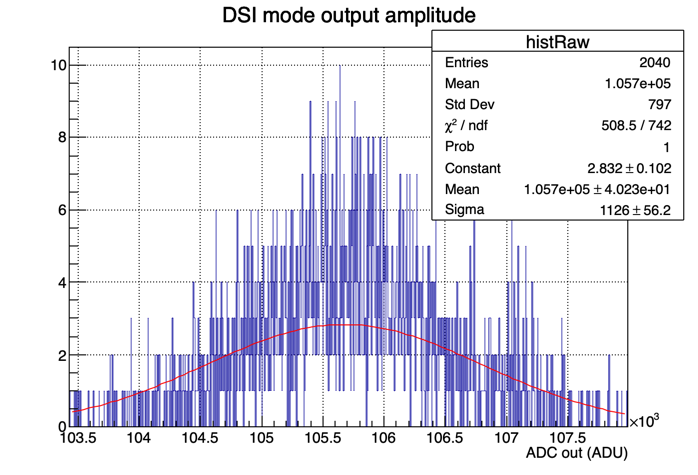 DSI mode output amplitude
histRaw
Entries 2040
Mean 1.057e+05
Std Dev 797
χ² / ndf 508.5 / 742
Prob 1
Constant 2.832 ± 0.102
Mean 1.057e+05 ± 4.023e+01
Sigma 1126 ± 56.2
10
8
6
4
2
0
103.5 104 104.5 105 105.5 106 106.5 107 107.5 ×10³
ADC out (ADU)